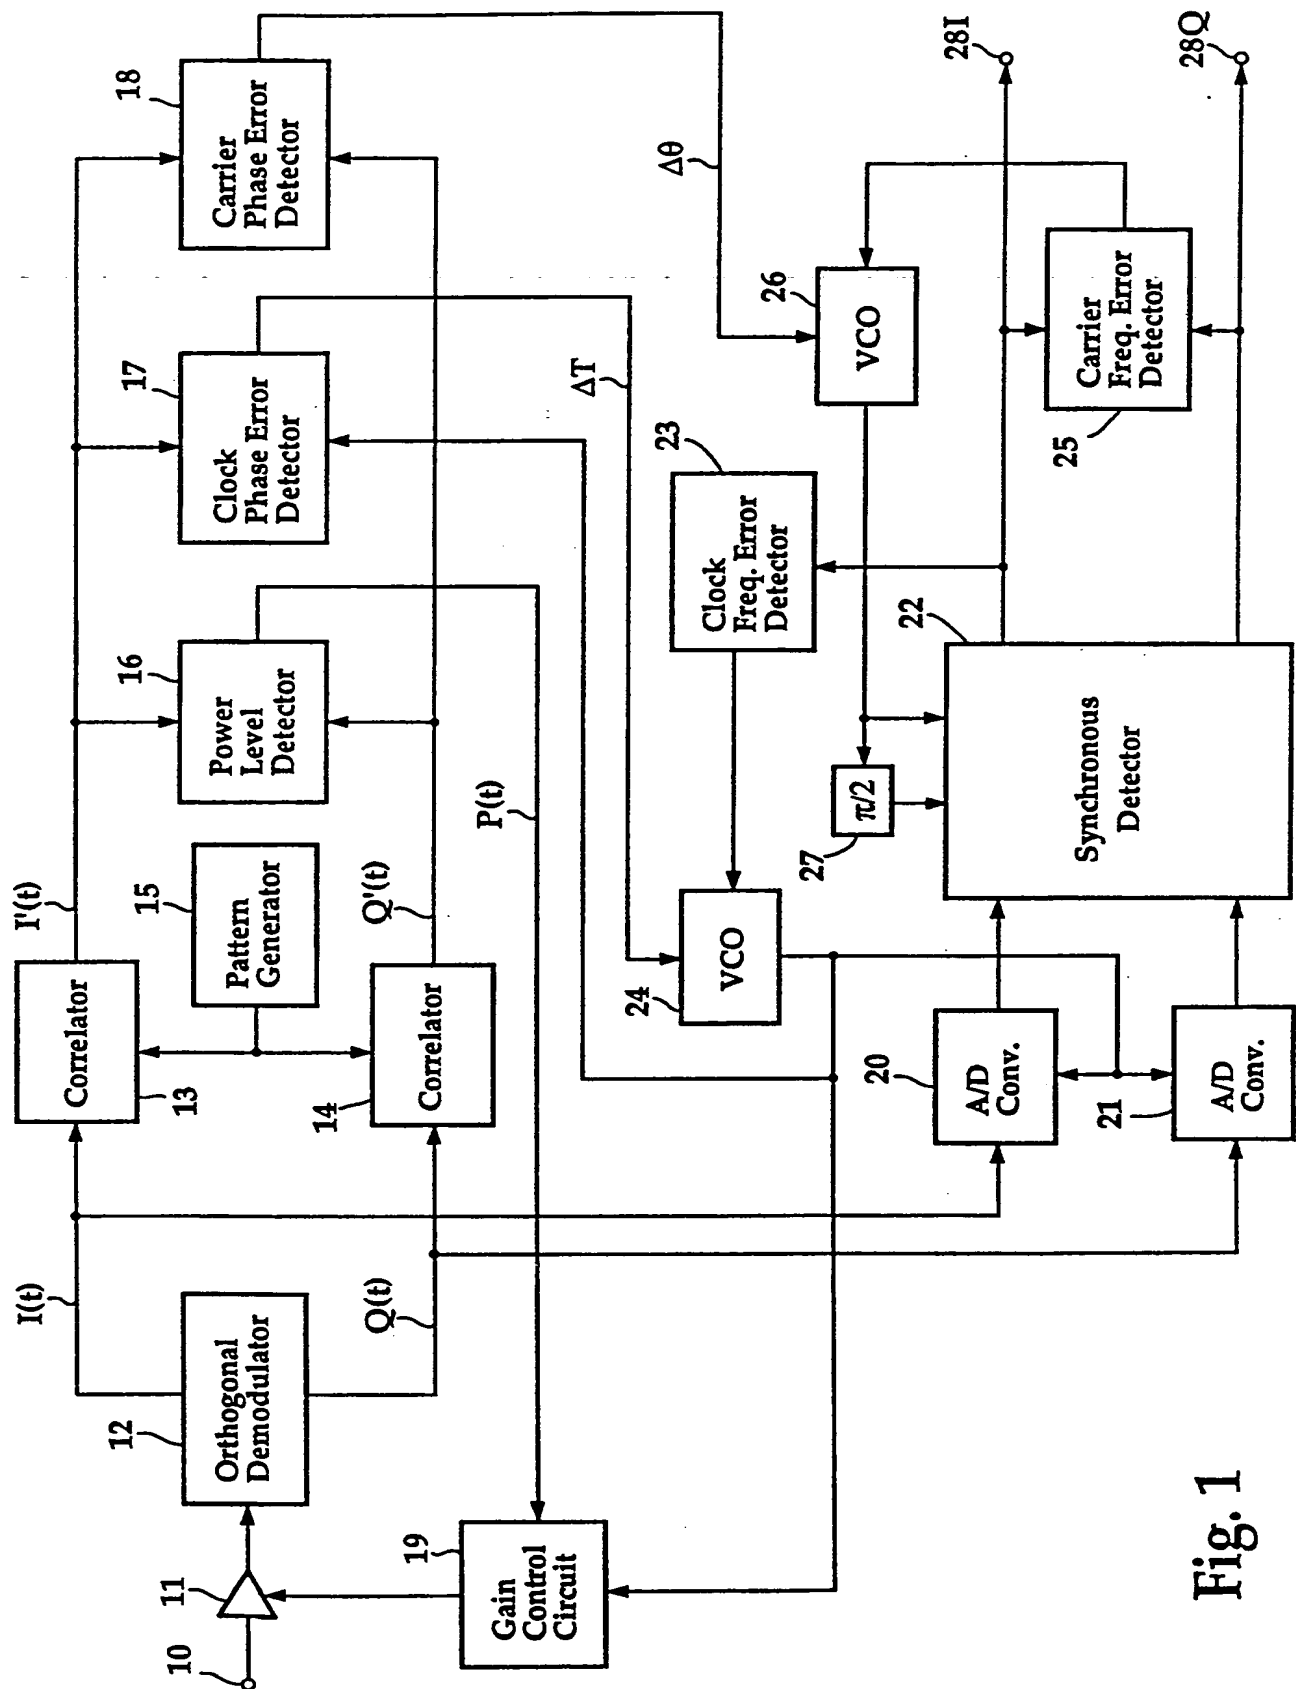 10
11
12
Orthogonal
Demodulator
I(t)
Q(t)
19
Gain
Control
Circuit
Correlator
13
14
Correlator
15
Pattern
Generator
I'(t)
Q'(t)
16
Power
Level
Detector
P(t)
17
Clock
Phase Error
Detector
ΔT
18
Carrier
Phase Error
Detector
Δθ
24
VCO
23
Clock
Freq. Error
Detector
26
VCO
27
π/2
20
A/D
Conv.
21
A/D
Conv.
22
Synchronous
Detector
25
Carrier
Freq. Error
Detector
28I
28Q
Fig. 1